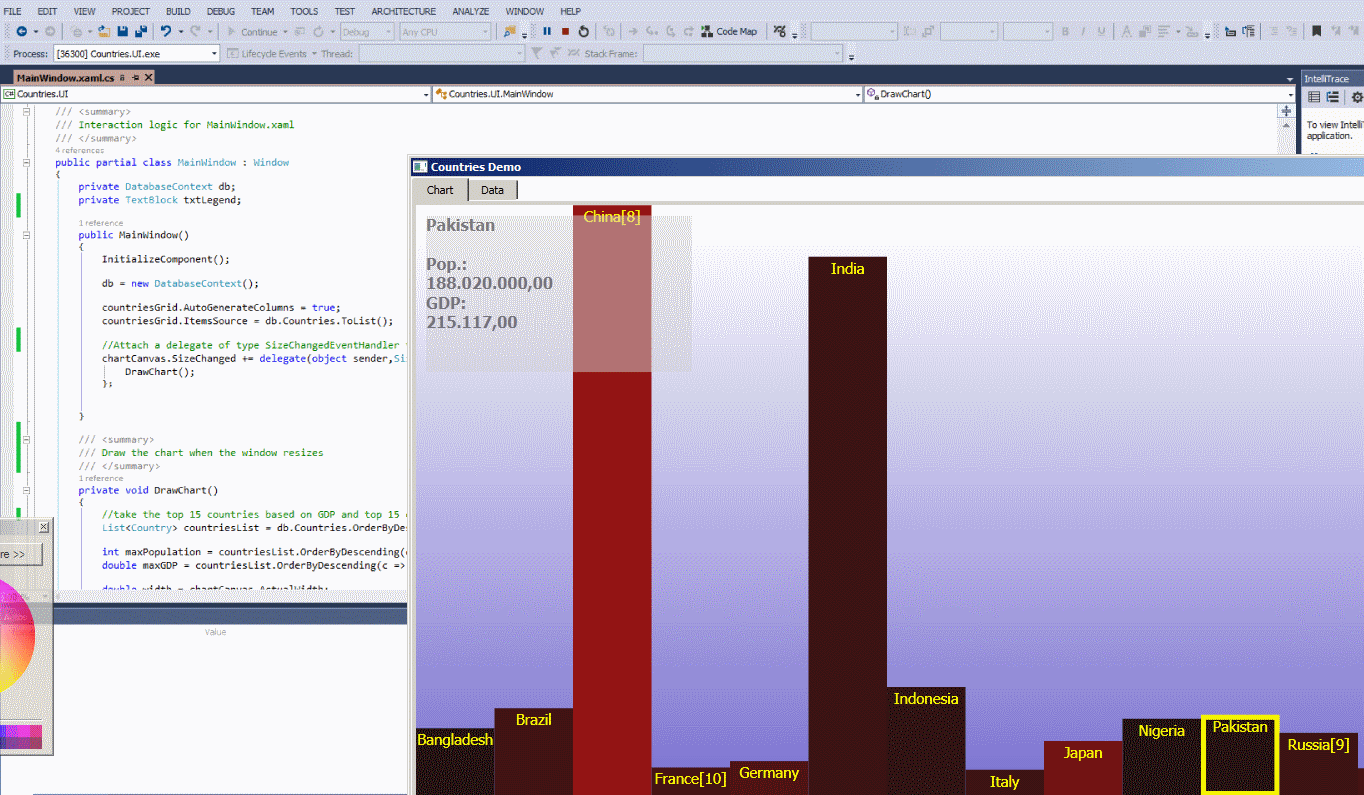 FILE EDIT VIEW PROJECT BUILD DEBUG TEAM TOOLS TEST ARCHITECTURE ANALYZE WINDOW HELP
Continue Debug Any CPU Code Map
Process: [36300] Countries.UI.exe Lifecycle Events Thread: Stack Frame:
MainWindow.xaml.cs
IntelliTrace
Countries.UI Countries.UI.MainWindow DrawChart()
To view Intelli
application.
/// <summary>
/// Interaction logic for MainWindow.xaml
/// </summary>
4 references
public partial class MainWindow : Window
{
private DatabaseContext db;
private TextBlock txtLegend;
1 reference
public MainWindow()
{
InitializeComponent();
db = new DatabaseContext();
countriesGrid.AutoGenerateColumns = true;
countriesGrid.ItemsSource = db.Countries.ToList();
//Attach a delegate of type SizeChangedEventHandler
chartCanvas.SizeChanged += delegate(object sender,Si
DrawChart();
};
}
/// <summary>
/// Draw the chart when the window resizes
/// </summary>
1 reference
private void DrawChart()
{
//take the top 15 countries based on GDP and top 15
List<Country> countriesList = db.Countries.OrderByDes
int maxPopulation = countriesList.OrderByDescending(
double maxGDP = countriesList.OrderByDescending(c =>
double width = chartCanvas.ActualWidth;
re >>
Value
Countries Demo
Chart Data
Pakistan
Pop.:
188.020.000,00
GDP:
215.117,00
China[8]
India
Indonesia
Brazil
Bangladesh
France[10]
Germany
Italy
Japan
Nigeria
Pakistan
Russia[9]